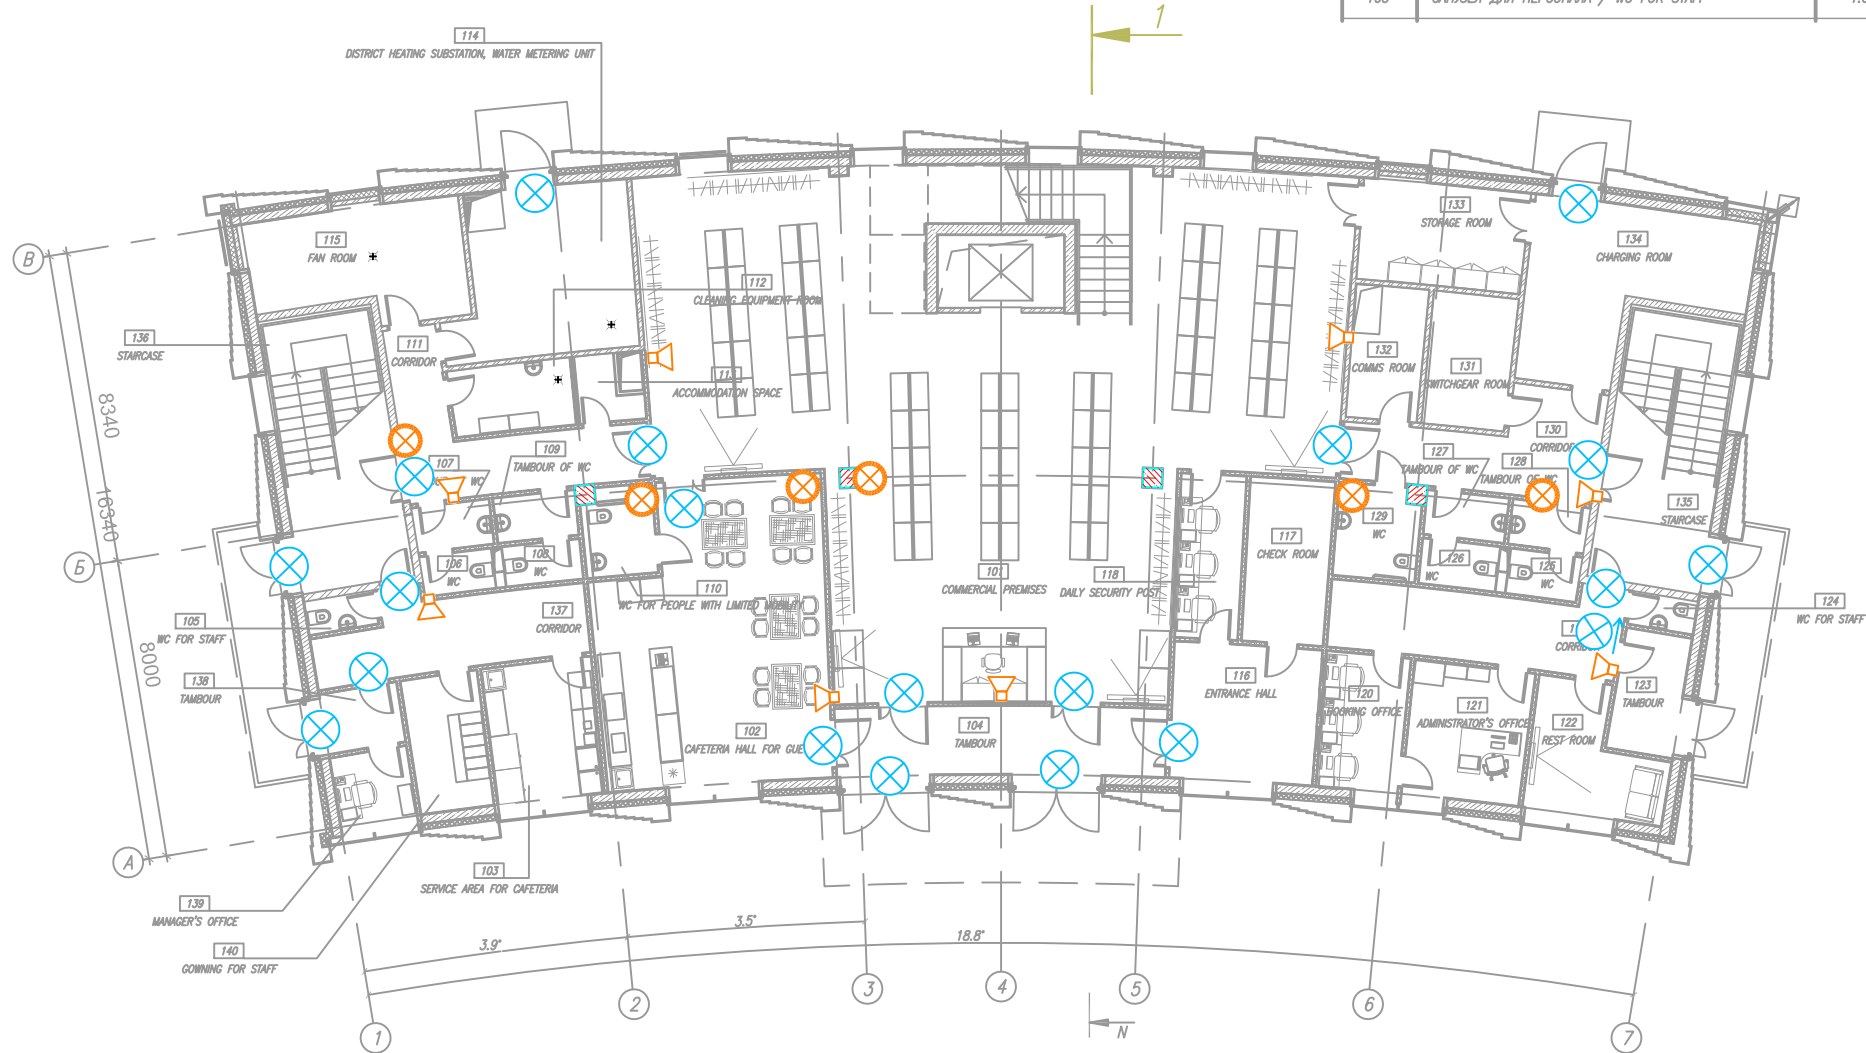 1
WC FOR STAFF
114
DISTRICT HEATING SUBSTATION, WATER METERING UNIT
133
STORAGE ROOM
134
CHARGING ROOM
115
FAN ROOM
В
112
CLEANING EQUIPMENT ROOM
136
STAIRCASE
111
CORRIDOR
132
COMMS ROOM
131
SWITCHGEAR ROOM
ACCOMMODATION SPACE
8340
130
CORRIDOR
109
TAMBOUR OF WC
107
WC
127
TAMBOUR OF WC
128
TAMBOUR OF WC
16340
135
STAIRCASE
129
WC
117
CHECK ROOM
Б
106
WC
108
WC
126
WC
125
WC
101
COMMERCIAL PREMISES
118
DAILY SECURITY POST
110
WC FOR PEOPLE WITH LIMITED MOBILITY
137
CORRIDOR
105
WC FOR STAFF
124
WC FOR STAFF
8000
138
TAMBOUR
116
ENTRANCE HALL
123
TAMBOUR
120
BOOKING OFFICE
121
ADMINISTRATOR'S OFFICE
122
REST ROOM
102
CAFETERIA HALL FOR
104
TAMBOUR
А
103
SERVICE AREA FOR CAFETERIA
139
MANAGER'S OFFICE
140
GOWNING FOR STAFF
3.9°
3.5°
18.8°
1
2
3
4
5
6
7
N